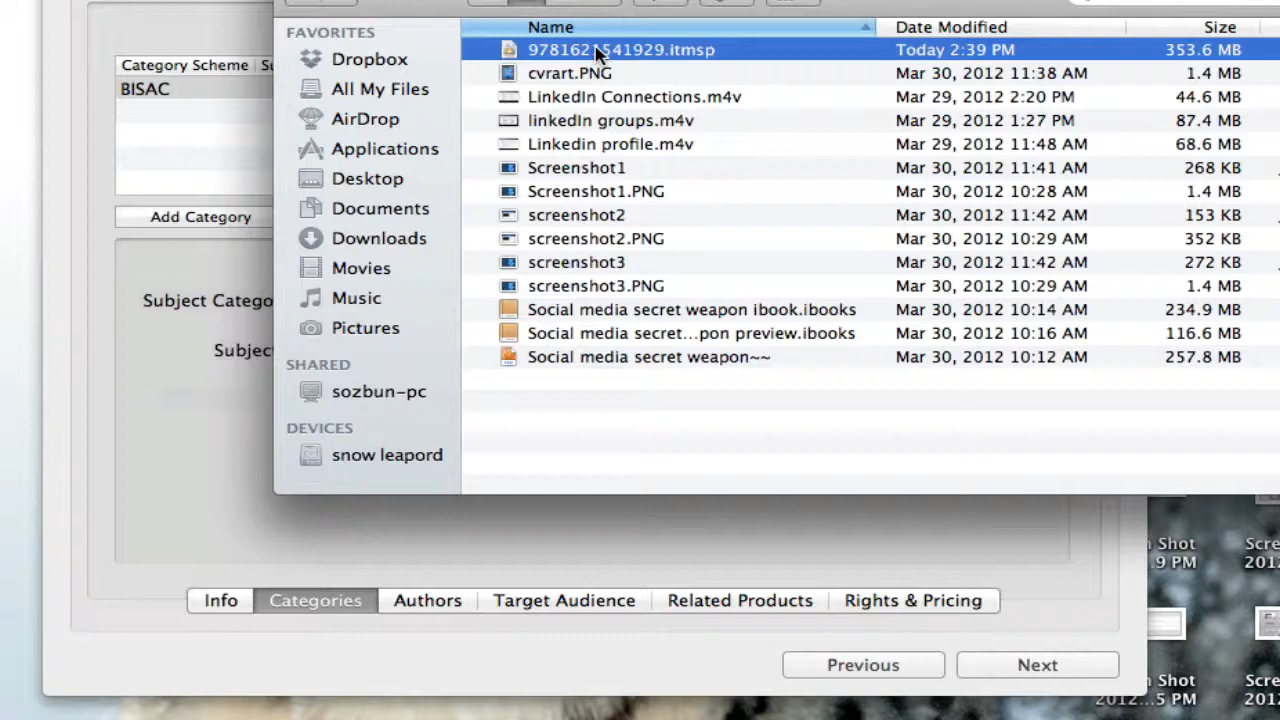 Name Date Modified Size
FAVORITES
Dropbox
All My Files
AirDrop
Applications
Desktop
Documents
Downloads
Movies
Music
Pictures
SHARED
sozbun-pc
DEVICES
snow leapord
9781621541929.itmsp Today 2:39 PM 353.6 MB
cvrart.PNG Mar 30, 2012 11:38 AM 1.4 MB
LinkedIn Connections.m4v Mar 29, 2012 2:20 PM 44.6 MB
linkedIn groups.m4v Mar 29, 2012 1:27 PM 87.4 MB
Linkedin profile.m4v Mar 29, 2012 11:48 AM 68.6 MB
Screenshot1 Mar 30, 2012 11:41 AM 268 KB
Screenshot1.PNG Mar 30, 2012 10:28 AM 1.4 MB
screenshot2 Mar 30, 2012 11:42 AM 153 KB
screenshot2.PNG Mar 30, 2012 10:29 AM 352 KB
screenshot3 Mar 30, 2012 11:42 AM 272 KB
screenshot3.PNG Mar 30, 2012 10:29 AM 1.4 MB
Social media secret weapon ibook.ibooks Mar 30, 2012 10:14 AM 234.9 MB
Social media secret...pon preview.ibooks Mar 30, 2012 10:16 AM 116.6 MB
Social media secret weapon~~ Mar 30, 2012 10:12 AM 257.8 MB
Category Scheme
BISAC
Add Category
Subject Catego
Subjec
Info Categories Authors Target Audience Related Products Rights & Pricing
Previous Next
Shot Scre
.9 PM 2012
Shot Scre
2012...5 PM 2012